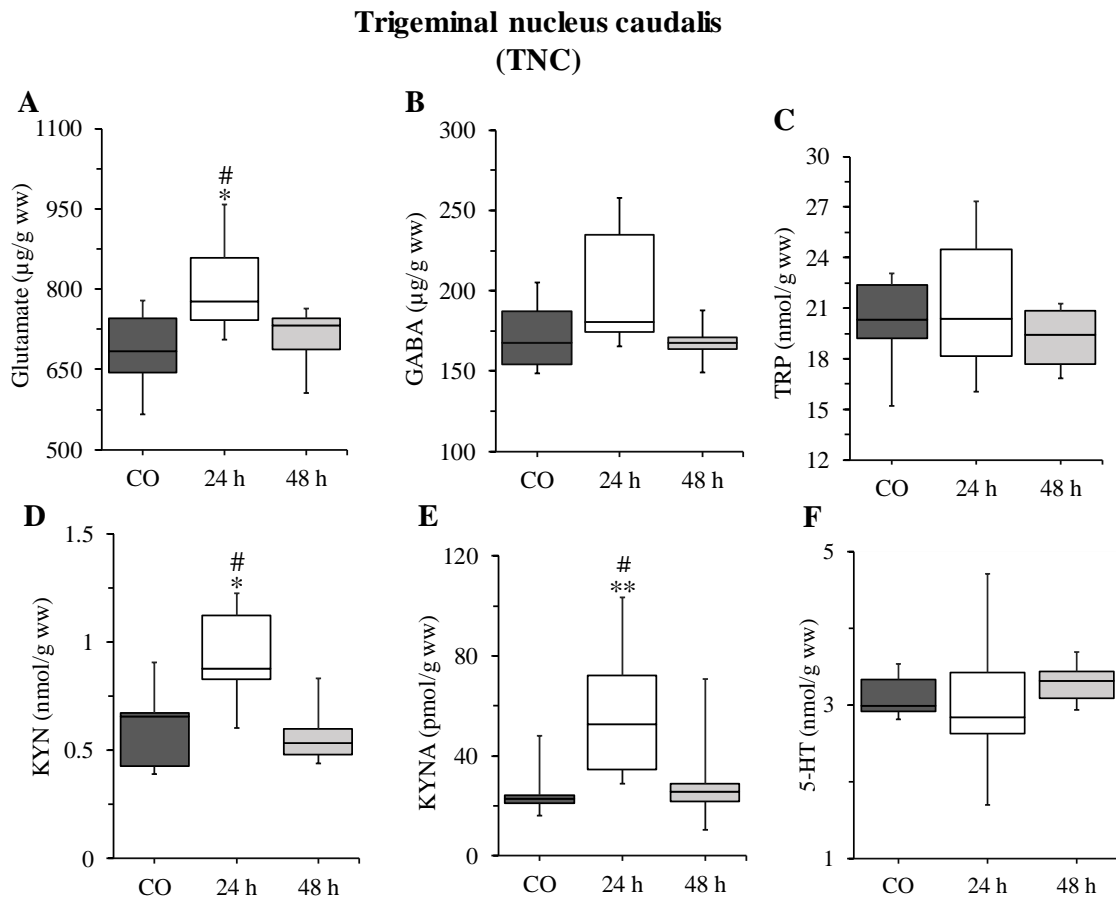 Trigeminal nucleus caudalis
(TNC)
A
Glutamate (µg/g ww)
1100
950
800
650
500
#
*
CO 24 h 48 h
B
GABA (µg/g ww)
300
250
200
150
100
CO 24 h 48 h
C
TRP (nmol/g ww)
30
27
24
21
18
15
12
CO 24 h 48 h
D
KYN (nmol/g ww)
1.5
1
0.5
0
#
*
CO 24 h 48 h
E
KYNA (pmol/g ww)
120
80
40
0
#
**
CO 24 h 48 h
F
5-HT (nmol/g ww)
5
3
1
CO 24 h 48 h